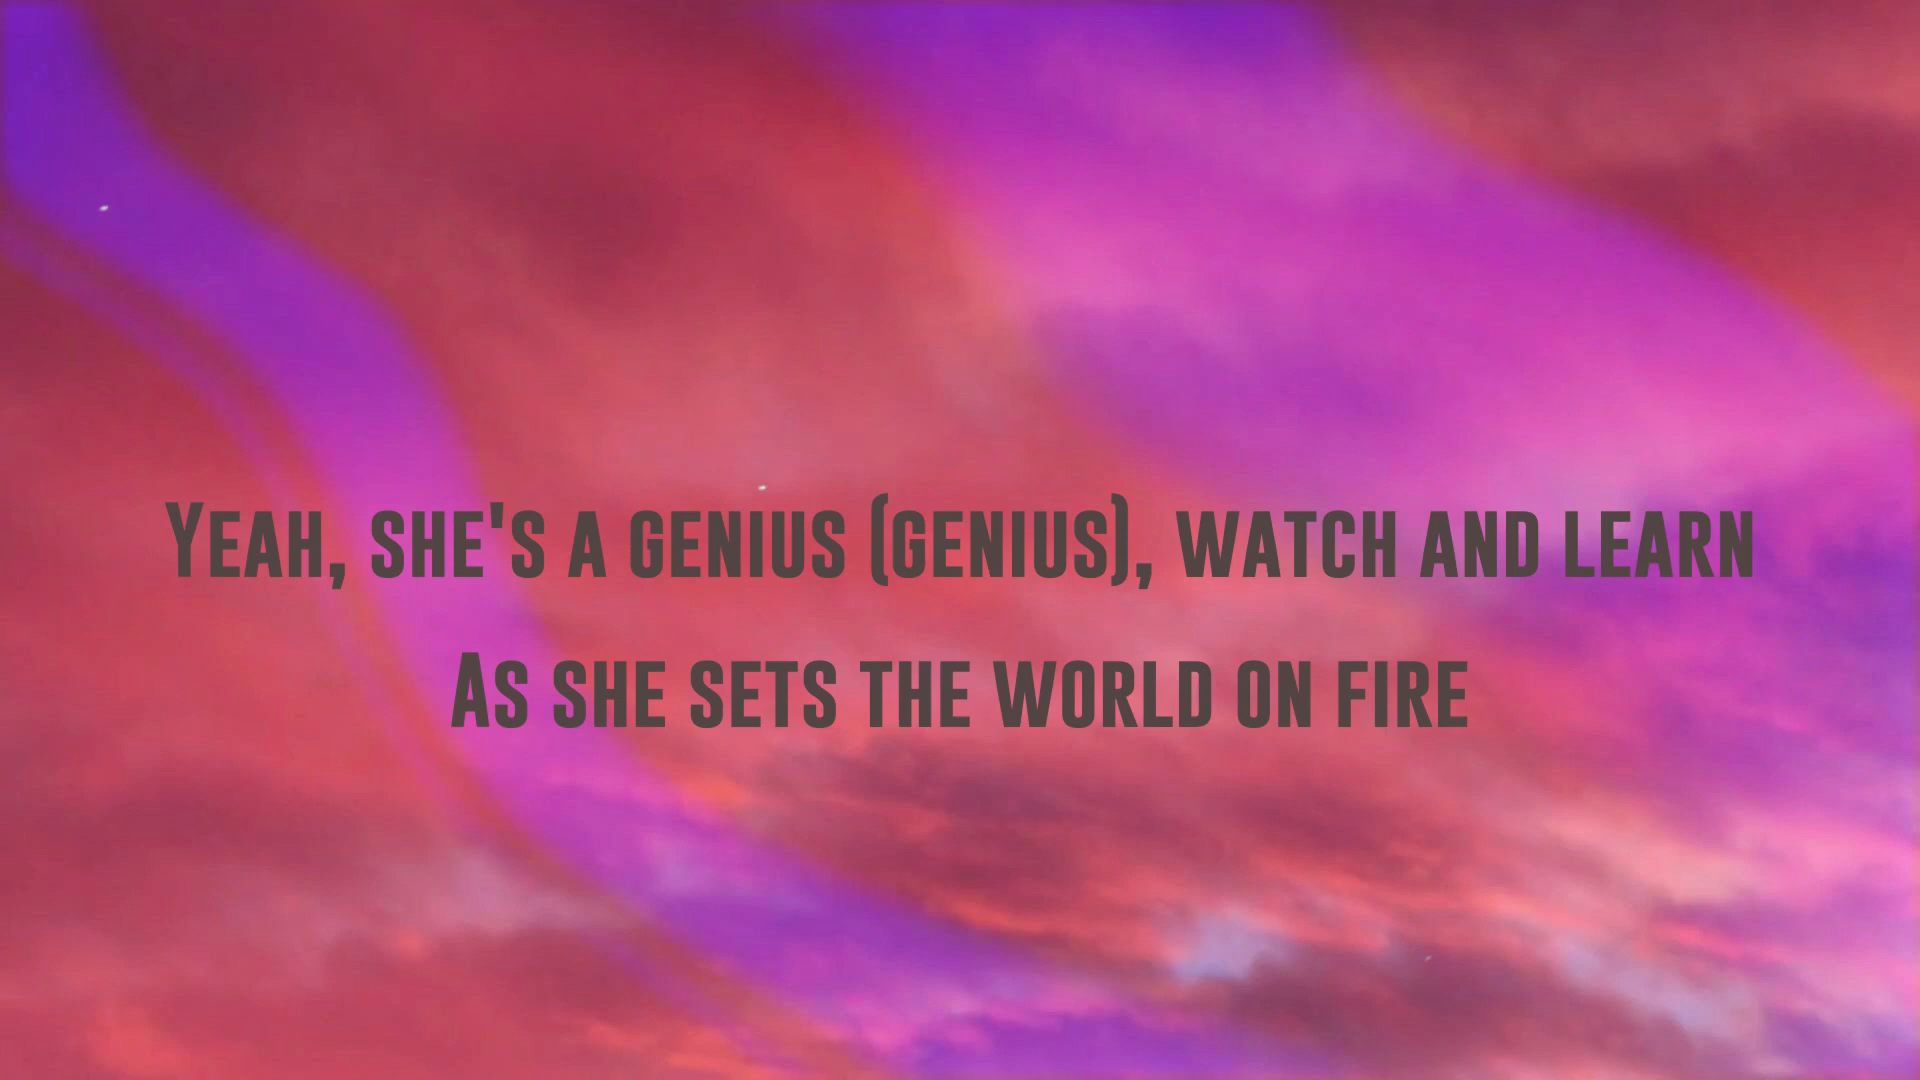 Yeah, she's a genius (genius), watch and learn
As she sets the world on fire